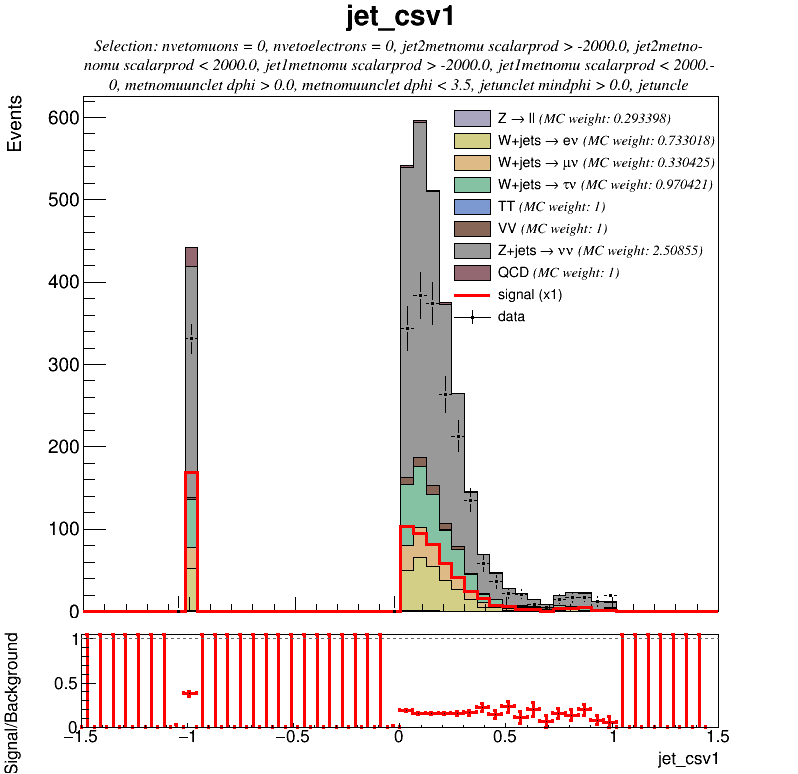 jet_csv1
Selection: nvetomuons = 0, nvetoelectrons = 0, jet2metnomu scalarprod > -2000.0, jet2metno-
nomu scalarprod < 2000.0, jet1metnomu scalarprod > -2000.0, jet1metnomu scalarprod < 2000.-
0, metnomuunclet dphi > 0.0, metnomuunclet dphi < 3.5, jetunclet mindphi > 0.0, jetuncle
Events
600
500
400
300
200
100
0
Z → ll (MC weight: 0.293398)
W+jets → eν (MC weight: 0.733018)
W+jets → μν (MC weight: 0.330425)
W+jets → τν (MC weight: 0.970421)
TT (MC weight: 1)
VV (MC weight: 1)
Z+jets → νν (MC weight: 2.50855)
QCD (MC weight: 1)
signal (x1)
data
Signal/Background
1
0.5
0
−1.5 −1 −0.5 0 0.5 1 1.5
jet_csv1